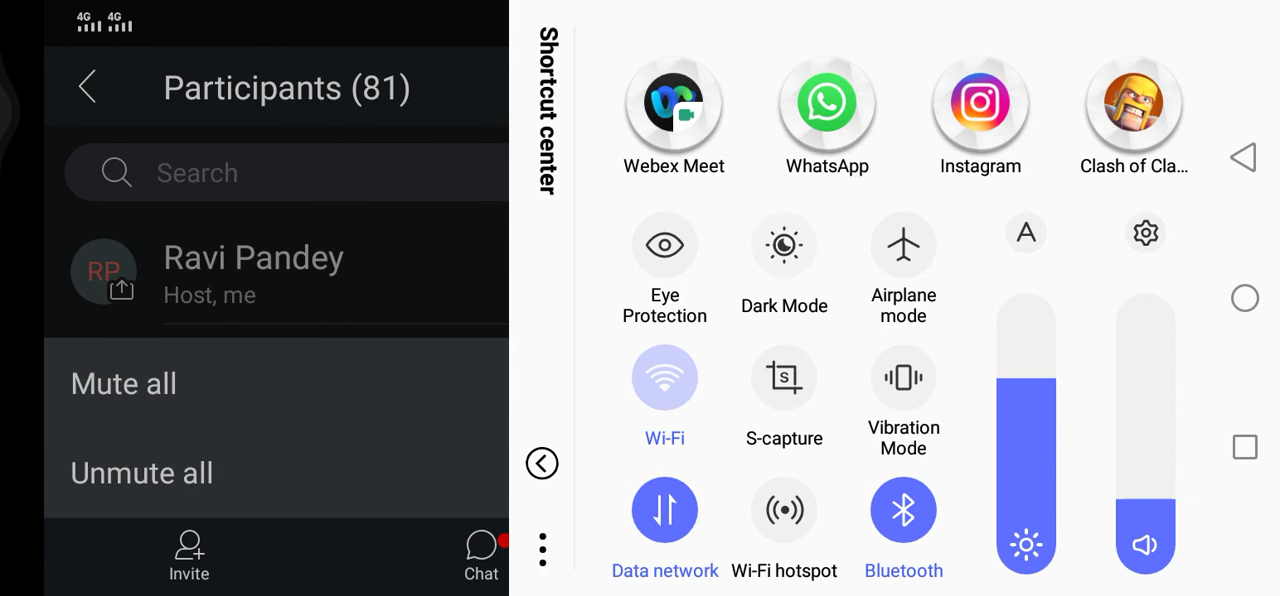 4G 4G
Participants (81)
Search
RP
Ravi Pandey
Host, me
Mute all
Unmute all
Invite
Chat
Shortcut center
Webex Meet
WhatsApp
Instagram
Clash of Cla...
Eye
Protection
Dark Mode
Airplane
mode
A
Wi-Fi
S
S-capture
Vibration
Mode
Data network
Wi-Fi hotspot
Bluetooth